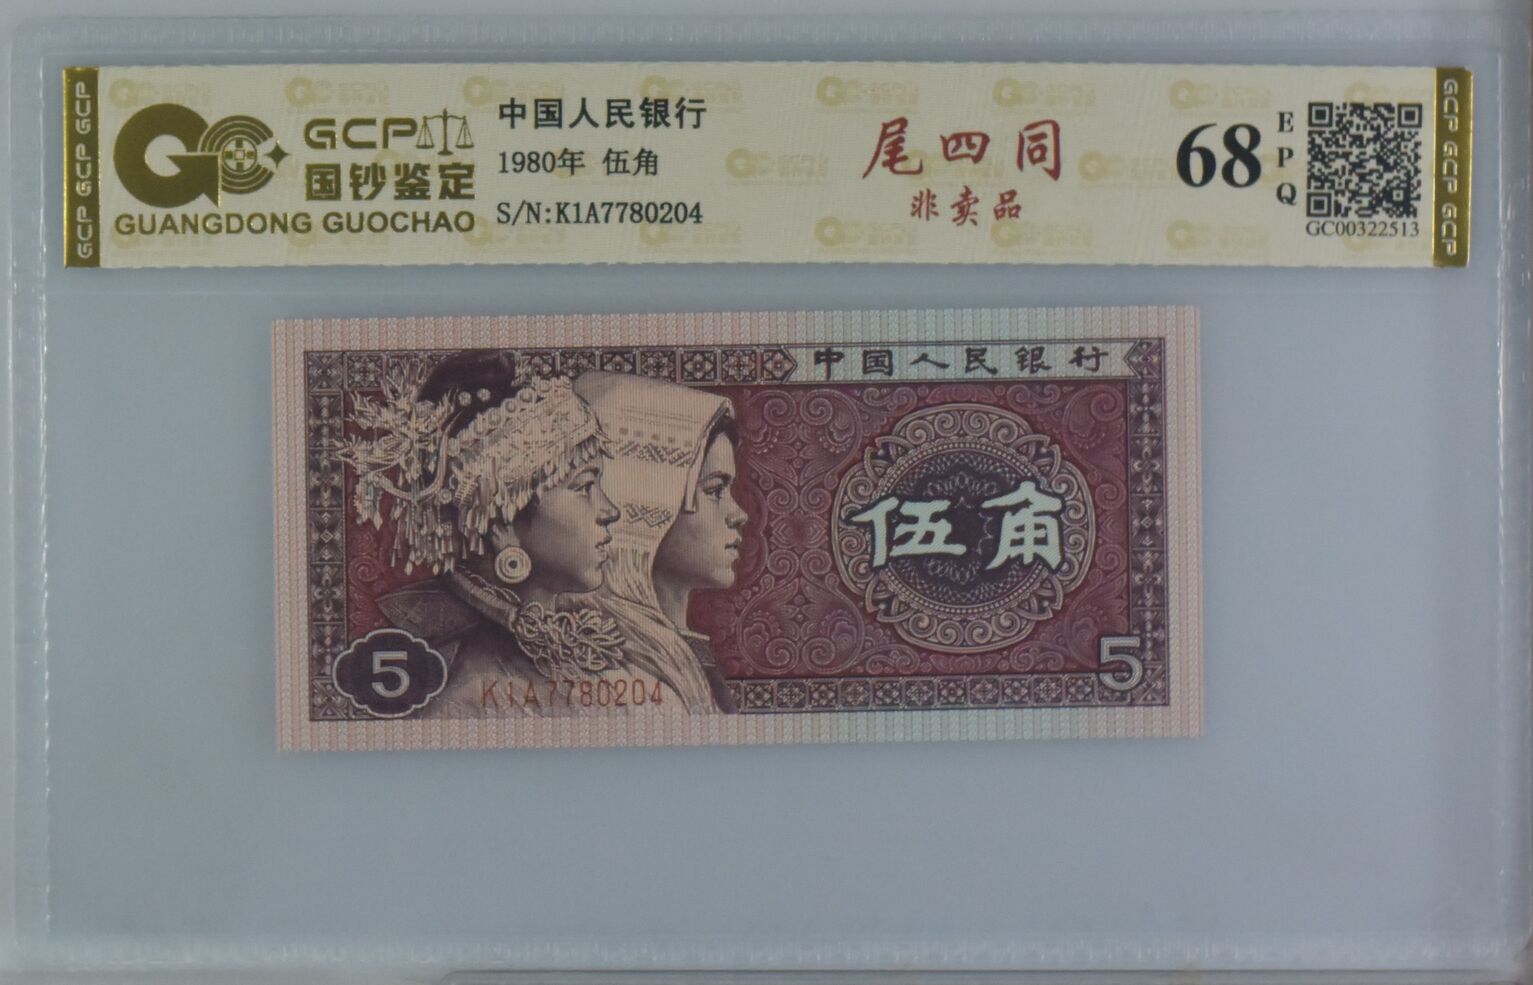 GCP GCP GCP
GCP
国钞鉴定
GUANGDONG GUOCHAO
中国人民银行
1980年 伍角
S/N:K1A7780204
尾四同
非卖品
68
EPQ
GC00322513
GCP GCP GCP
中国人民银行
伍角
5
K1A7780204
5